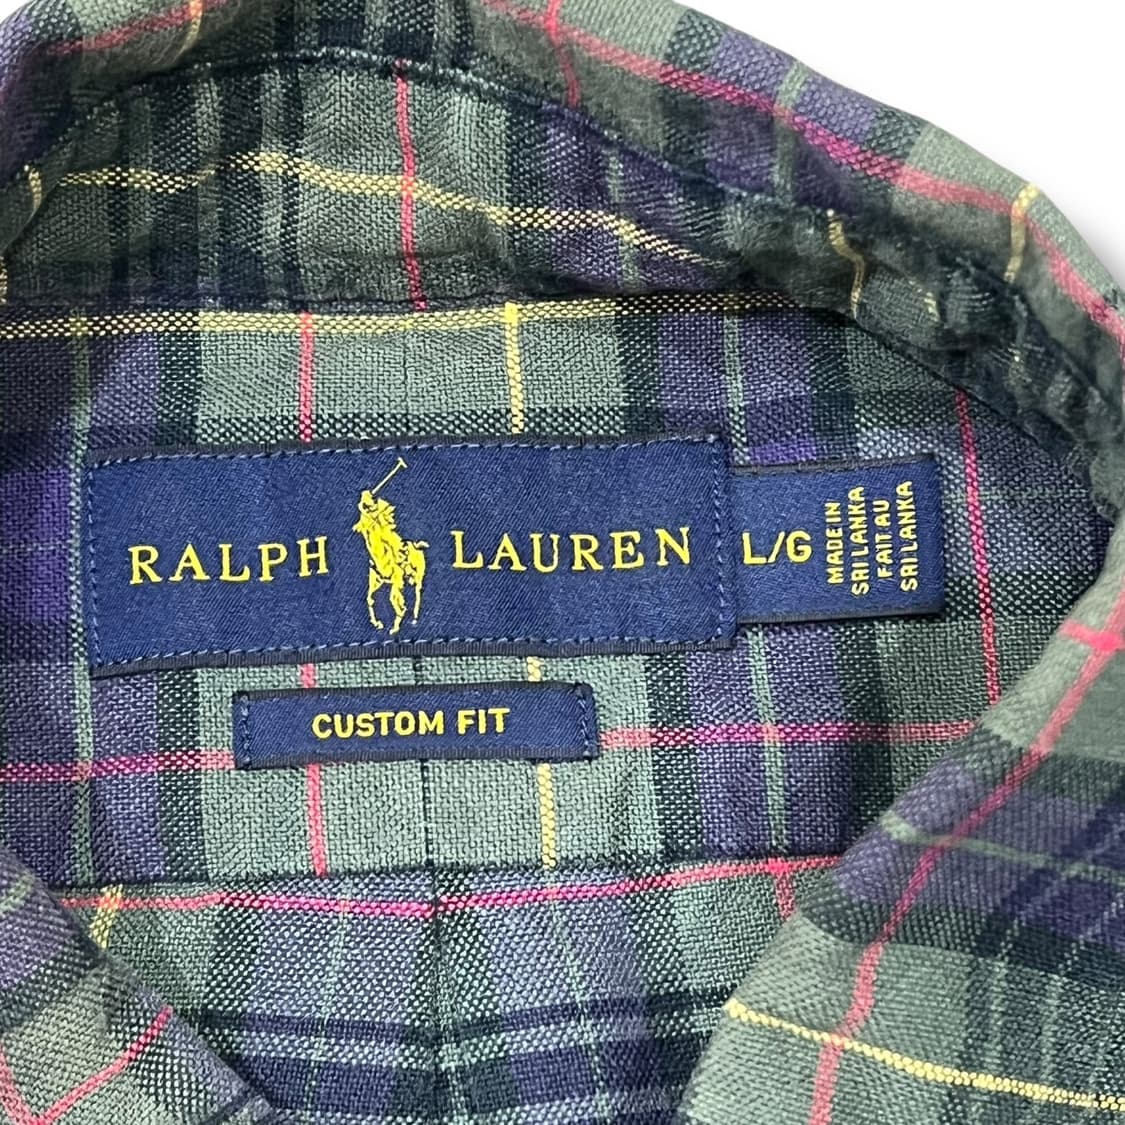 RALPH LAUREN
L/G
MADE IN
SRI LANKA
FAIT AU
SRI LANKA
CUSTOM FIT